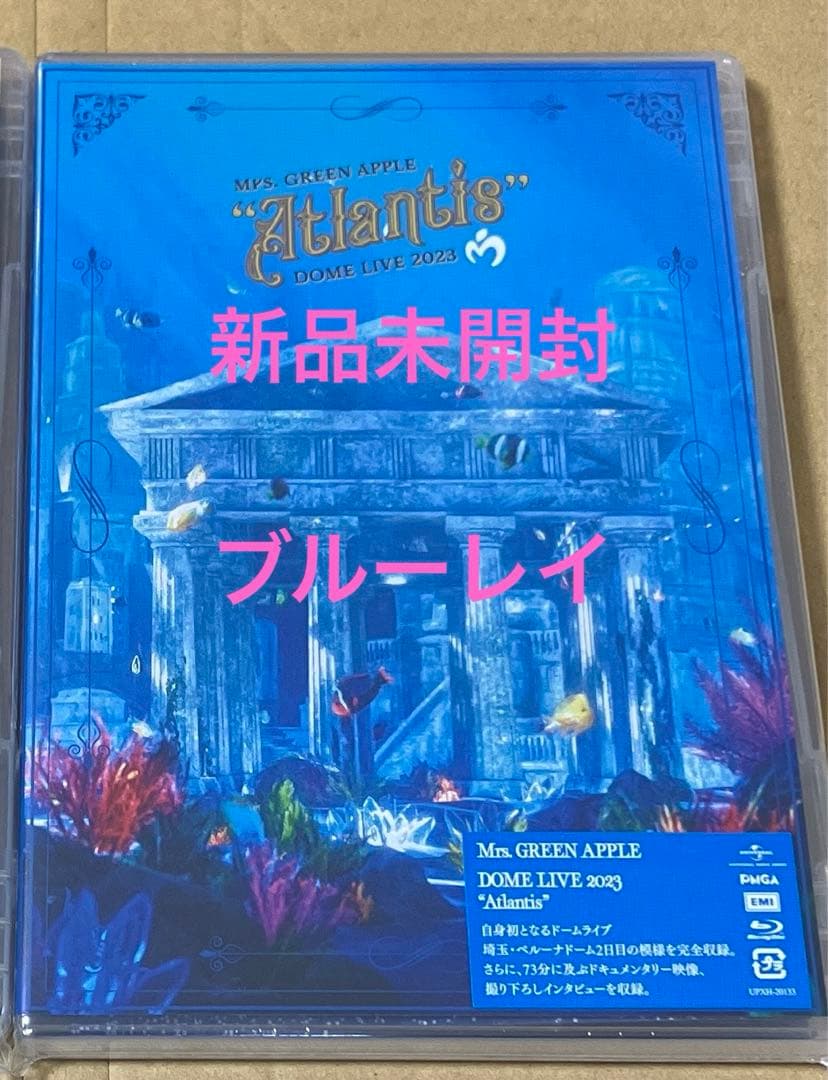 Mrs. GREEN APPLE
“Atlantis”
DOME LIVE 2023
新品未開封
ブルーレイ
Mrs. GREEN APPLE
DOME LIVE 2023
“Atlantis”
自身初となるドームライブ
埼玉・ベルーナドーム2日目の模様を完全収録。
さらに、73分に及ぶドキュメンタリー映像、
撮り下ろしインタビューを収録。
PMGA
EMI
UPXH-20133